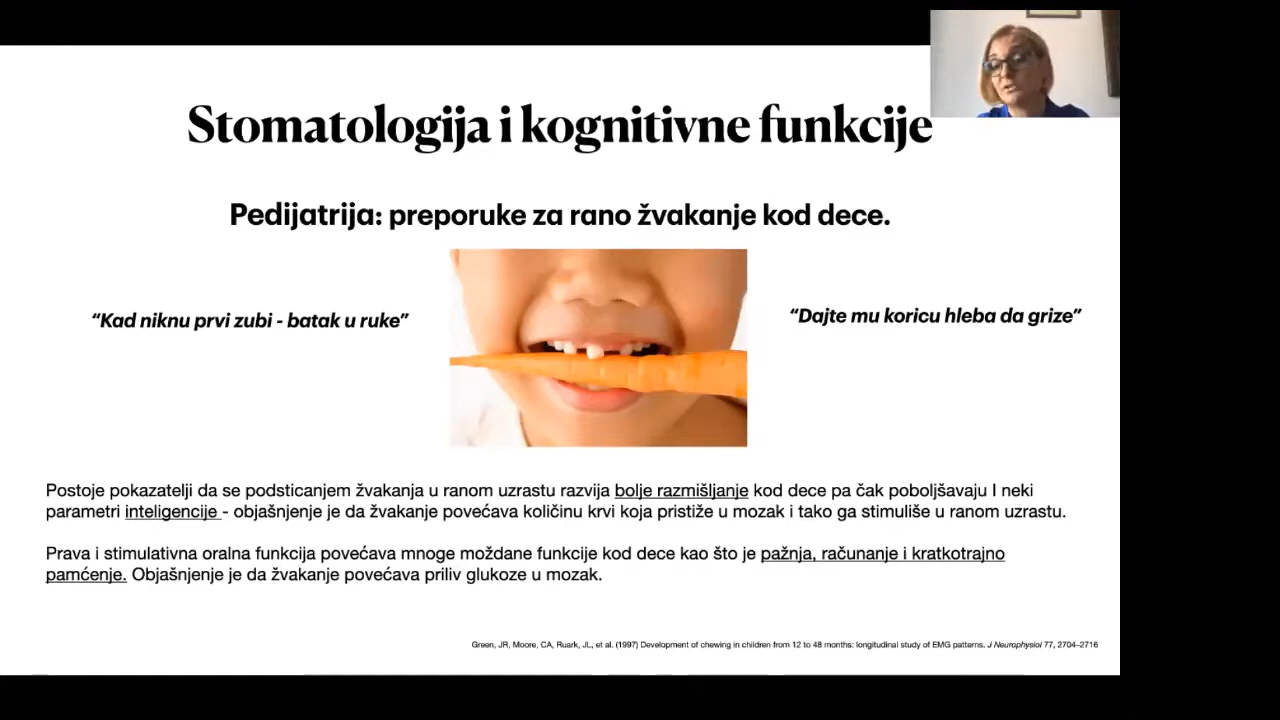 Stomatologija i kognitivne funkcije
Pedijatrija: preporuke za rano žvakanje kod dece.
“Kad niknu prvi zubi - batak u ruke”
“Dajte mu koricu hleba da grize”
Postoje pokazatelji da se podsticanjem žvakanja u ranom uzrastu razvija bolje razmišljanje kod dece pa čak poboljšavaju I neki
parametri inteligencije - objašnjenje je da žvakanje povećava količinu krvi koja pristiže u mozak i tako ga stimuliše u ranom uzrastu.
Prava i stimulativna oralna funkcija povećava mnoge moždane funkcije kod dece kao što je pažnja, računanje i kratkotrajno
pamćenje. Objašnjenje je da žvakanje povećava priliv glukoze u mozak.
Green, JR, Moore, CA, Ruark, JL, et al. (1997) Development of chewing in children from 12 to 48 months: longitudinal study of EMG patterns. J Neurophysiol 77, 2704–2716